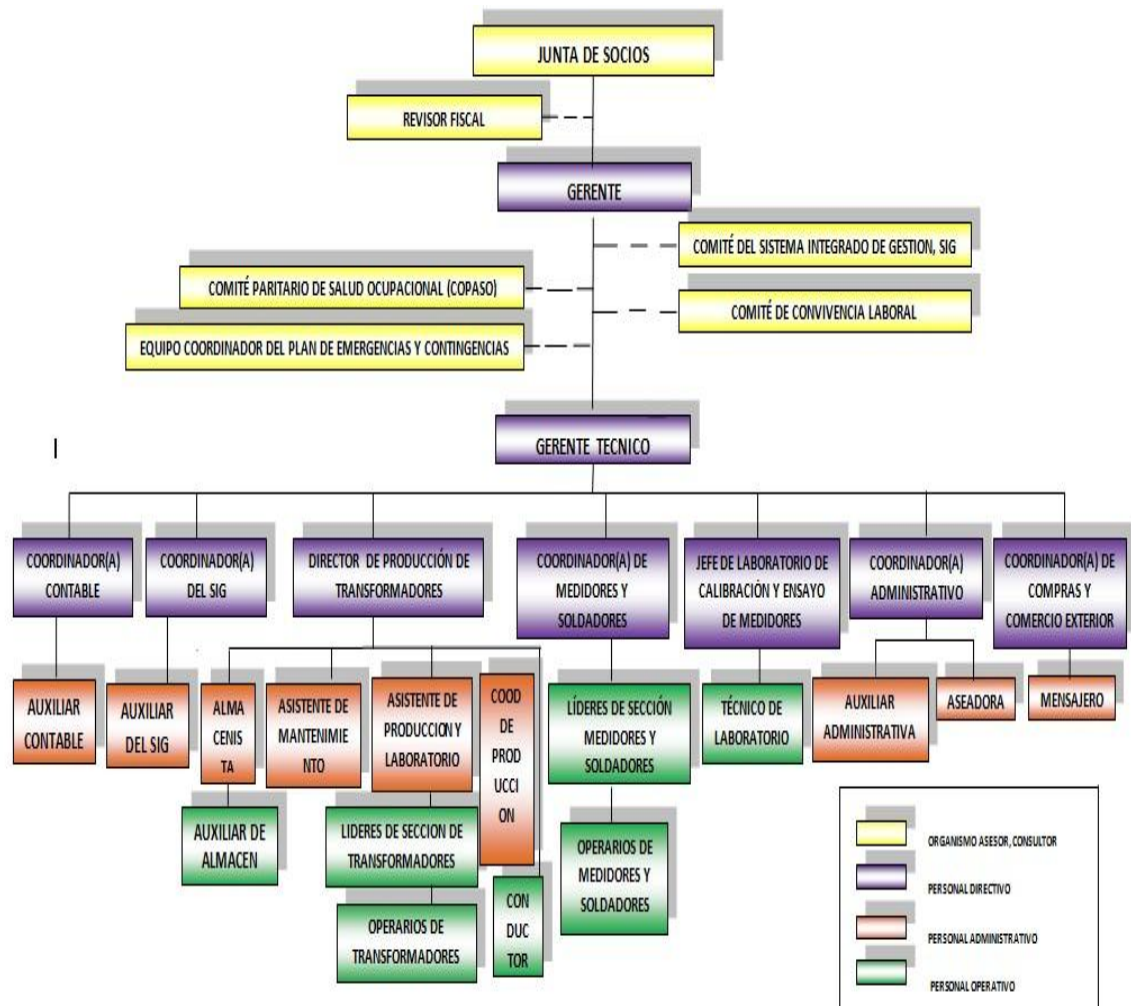 JUNTA DE SOCIOS
REVISOR FISCAL
GERENTE
COMITÉ DEL SISTEMA INTEGRADO DE GESTION, SIG
COMITÉ PARITARIO DE SALUD OCUPACIONAL (COPASO)
COMITÉ DE CONVIVENCIA LABORAL
EQUIPO COORDINADOR DEL PLAN DE EMERGENCIAS Y CONTINGENCIAS
GERENTE TECNICO
COORDINADOR(A)
CONTABLE
COORDINADOR(A)
DEL SIG
DIRECTOR DE PRODUCCIÓN DE
TRANSFORMADORES
COORDINADOR(A) DE
MEDIDORES Y
SOLDADORES
JEFE DE LABORATORIO DE
CALIBRACIÓN Y ENSAYO
DE MEDIDORES
COORDINADOR(A)
ADMINISTRATIVO
COORDINADOR(A) DE
COMPRAS Y
COMERCIO EXTERIOR
AUXILIAR
CONTABLE
AUXILIAR
DEL SIG
ALMA
CENIS
TA
ASISTENTE DE
MANTENIMIE
NTO
ASISTENTE DE
PRODUCCION Y
LABORATORIO
COOD
DE
PROD
UCCI
ON
LÍDERES DE SECCIÓN
MEDIDORES Y
SOLDADORES
TÉCNICO DE
LABORATORIO
AUXILIAR
ADMINISTRATIVA
ASEADORA
MENSAJERO
AUXILIAR DE
ALMACEN
LIDERES DE SECCION DE
TRANSFORMADORES
OPERARIOS DE
MEDIDORES Y
SOLDADORES
OPERARIOS DE
TRANSFORMADORES
CON
DUC
TOR
ORGANISMO ASESOR, CONSULTOR
PERSONAL DIRECTIVO
PERSONAL ADMINISTRATIVO
PERSONAL OPERATIVO